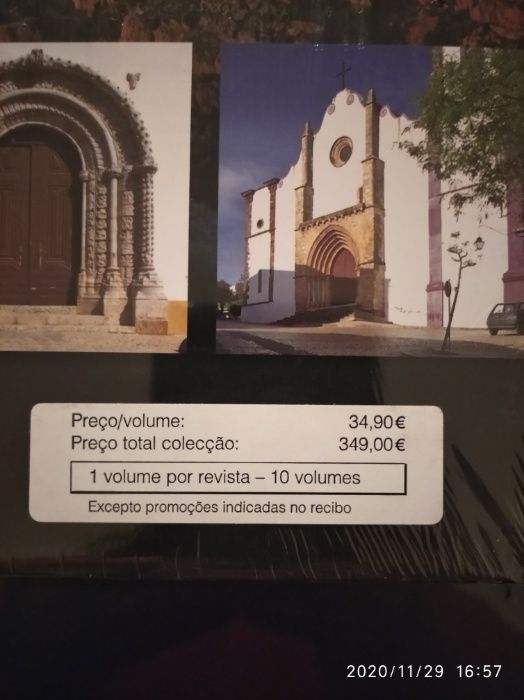 Preço/volume: 34,90€
Preço total colecção: 349,00€
1 volume por revista – 10 volumes
Excepto promoções indicadas no recibo
2020/11/29 16:57